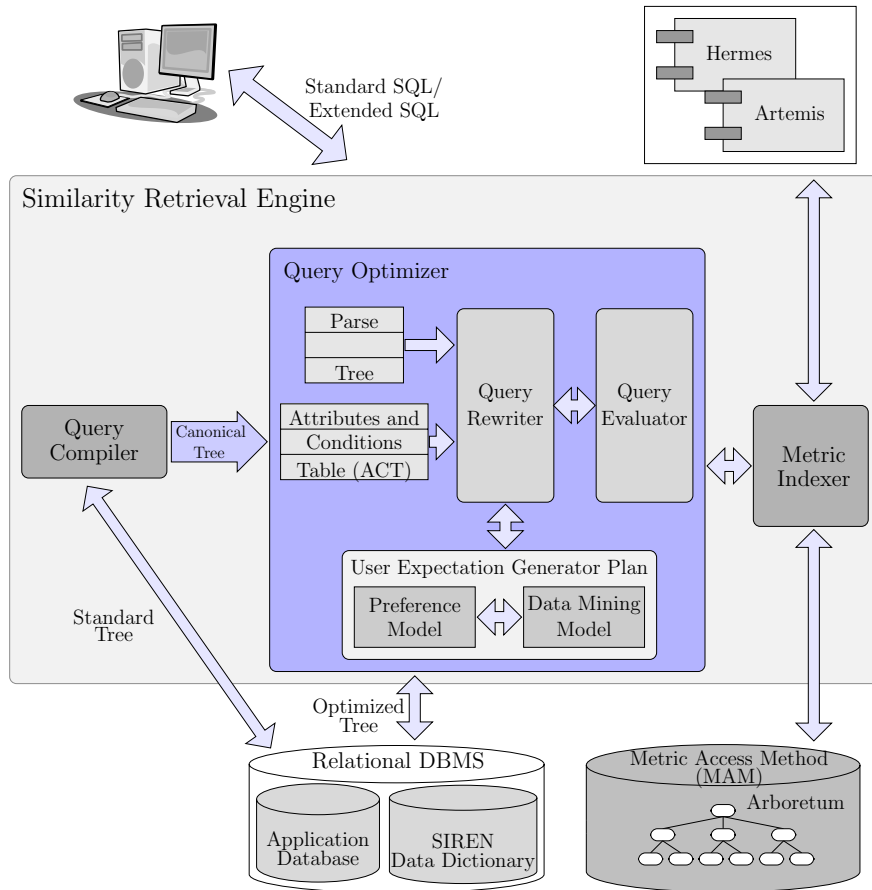 Standard SQL/
Extended SQL
Hermes
Artemis
Similarity Retrieval Engine
Query Optimizer
Parse
Tree
Attributes and
Conditions
Table (ACT)
Query
Rewriter
Query
Evaluator
Query
Compiler
Canonical
Tree
Metric
Indexer
User Expectation Generator Plan
Preference
Model
Data Mining
Model
Standard
Tree
Optimized
Tree
Relational DBMS
Application
Database
SIREN
Data Dictionary
Metric Access Method
(MAM)
Arboretum